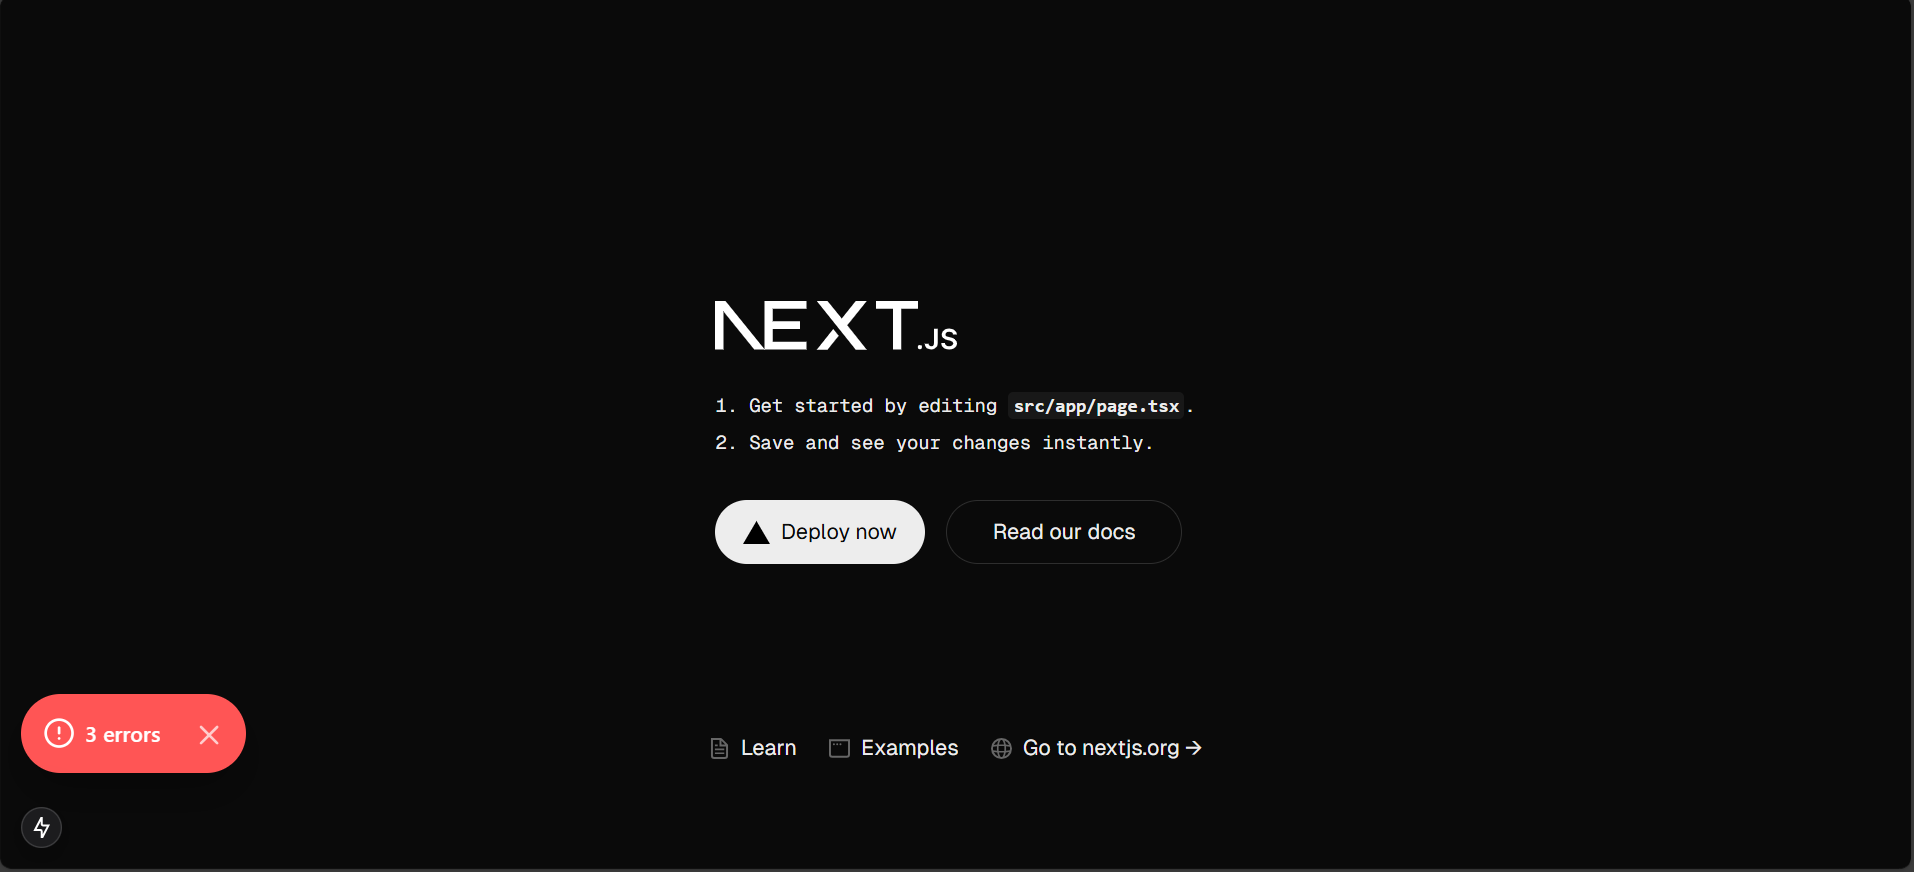 NEXT.JS
1. Get started by editing src/app/page.tsx.
2. Save and see your changes instantly.
Deploy now
Read our docs
3 errors
Learn
Examples
Go to nextjs.org →